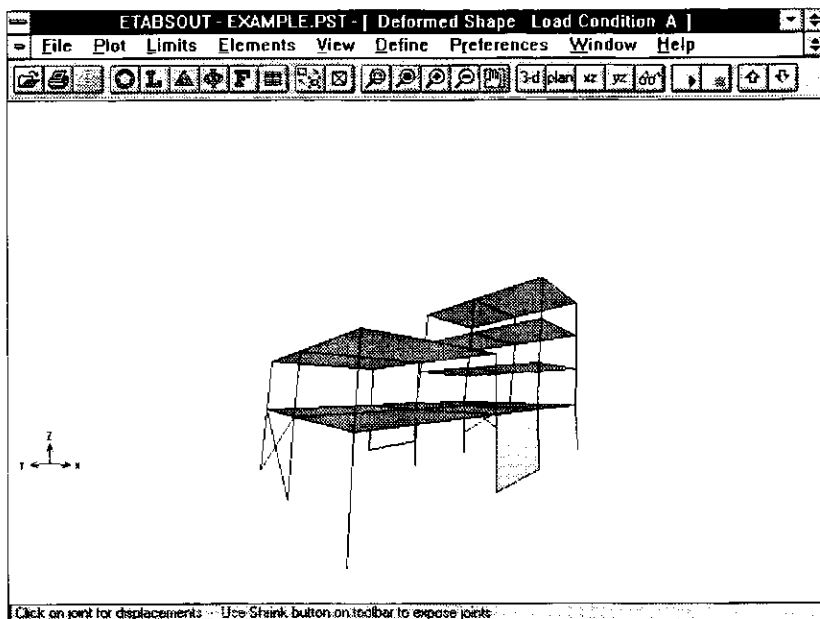 ETABSOUT - EXAMPLE.PST - [ Deformed Shape Load Condition A ]
File Plot Limits Elements View Define Preferences Window Help
L F 3-d plan xz yz
Z
Y X
Click on joint for displacements - Use Shrink button on toolbar to expose joints